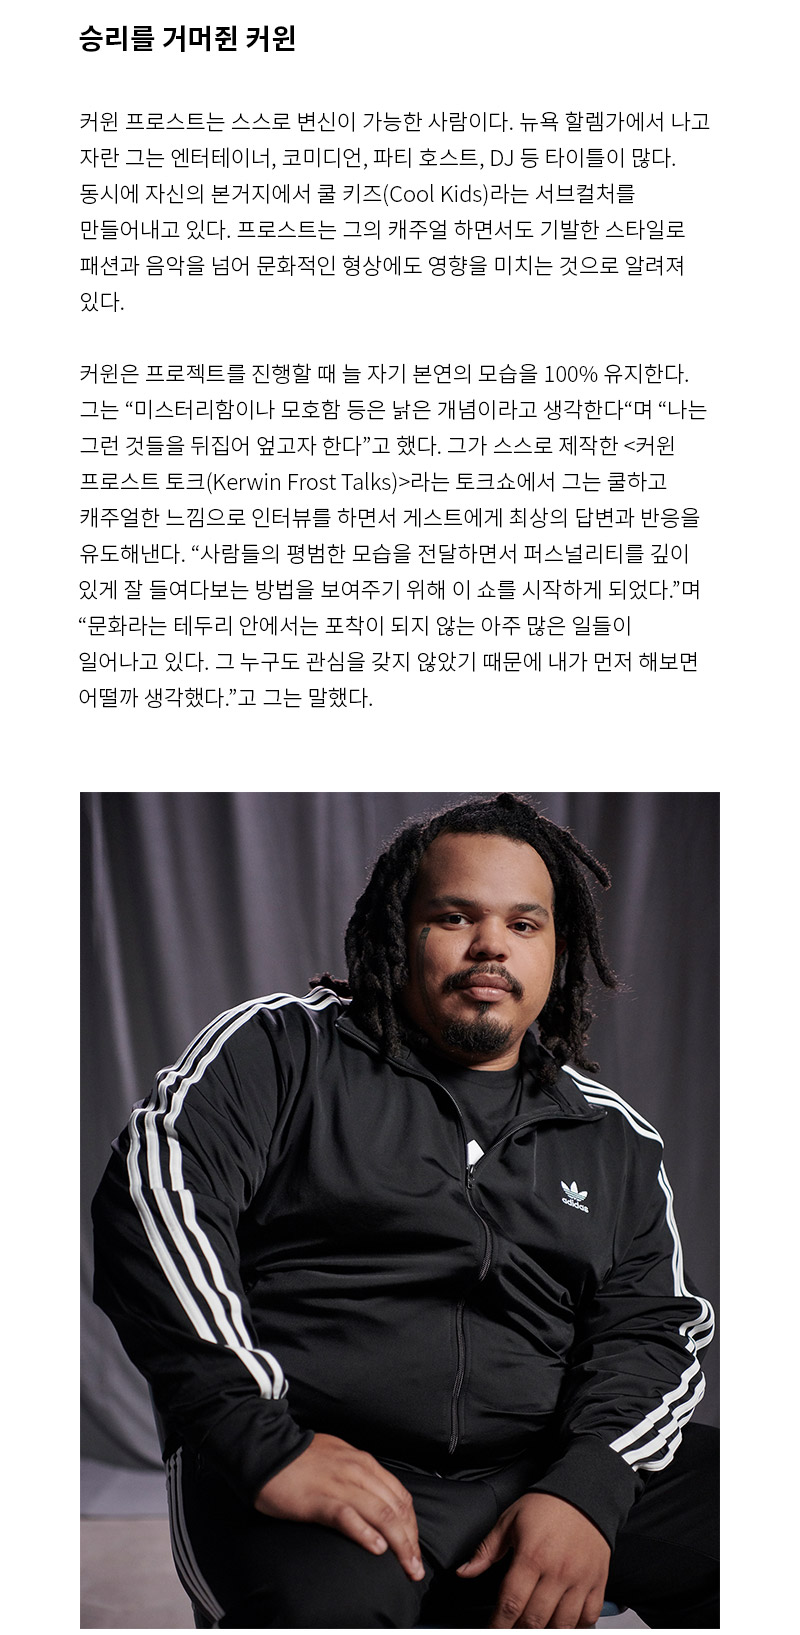 승리를 거머쥔 커윈
커윈 프로스트는 스스로 변신이 가능한 사람이다. 뉴욕 할렘가에서 나고
자란 그는 엔터테이너, 코미디언, 파티 호스트, DJ 등 타이틀이 많다.
동시에 자신의 본거지에서 쿨 키즈(Cool Kids)라는 서브컬처를
만들어내고 있다. 프로스트는 그의 캐주얼 하면서도 기발한 스타일로
패션과 음악을 넘어 문화적인 형상에도 영향을 미치는 것으로 알려져
있다.
커윈은 프로젝트를 진행할 때 늘 자기 본연의 모습을 100% 유지한다.
그는 “미스터리함이나 모호함 등은 낡은 개념이라고 생각한다“며 “나는
그런 것들을 뒤집어 엎고자 한다”고 했다. 그가 스스로 제작한 <커윈
프로스트 토크(Kerwin Frost Talks)>라는 토크쇼에서 그는 쿨하고
캐주얼한 느낌으로 인터뷰를 하면서 게스트에게 최상의 답변과 반응을
유도해낸다. “사람들의 평범한 모습을 전달하면서 퍼스널리티를 깊이
있게 잘 들여다보는 방법을 보여주기 위해 이 쇼를 시작하게 되었다.”며
“문화라는 테두리 안에서는 포착이 되지 않는 아주 많은 일들이
일어나고 있다. 그 누구도 관심을 갖지 않았기 때문에 내가 먼저 해보면
어떨까 생각했다.”고 그는 말했다.
adidas